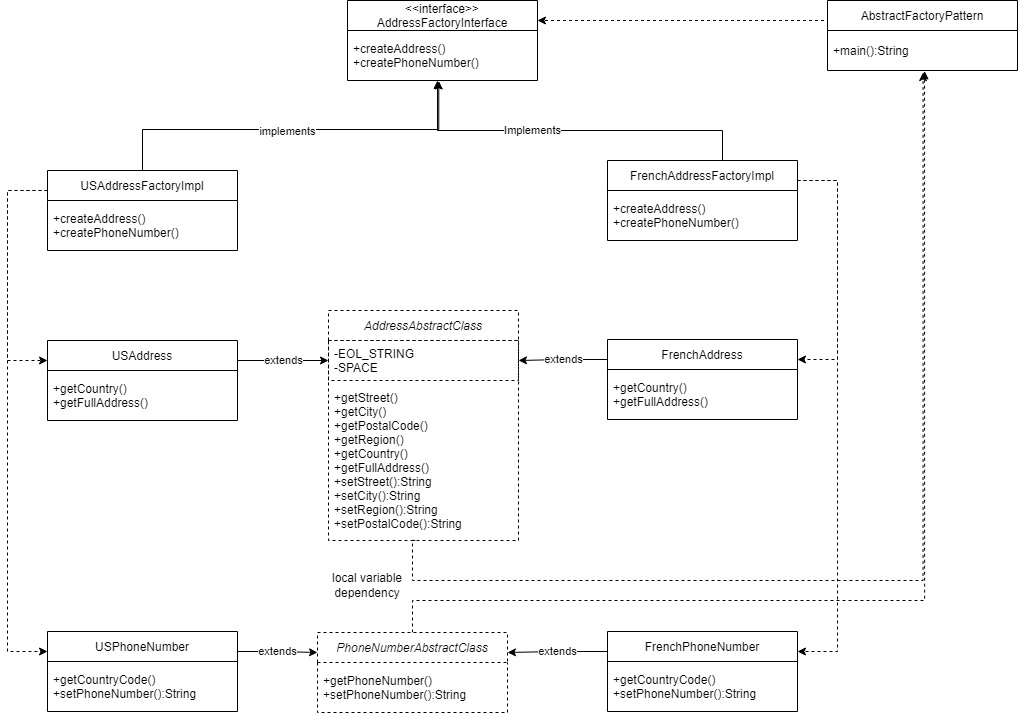 <<interface>>
AddressFactoryInterface
+createAddress()
+createPhoneNumber()
AbstractFactoryPattern
+main():String
implements
Implements
USAddressFactoryImpl
+createAddress()
+createPhoneNumber()
FrenchAddressFactoryImpl
+createAddress()
+createPhoneNumber()
USAddress
+getCountry()
+getFullAddress()
extends
AddressAbstractClass
-EOL_STRING
-SPACE
+getStreet()
+getCity()
+getPostalCode()
+getRegion()
+getCountry()
+getFullAddress()
+setStreet():String
+setCity():String
+setRegion():String
+setPostalCode():String
extends
FrenchAddress
+getCountry()
+getFullAddress()
local variable
dependency
USPhoneNumber
+getCountryCode()
+setPhoneNumber():String
extends
PhoneNumberAbstractClass
+getPhoneNumber()
+setPhoneNumber():String
extends
FrenchPhoneNumber
+getCountryCode()
+setPhoneNumber():String